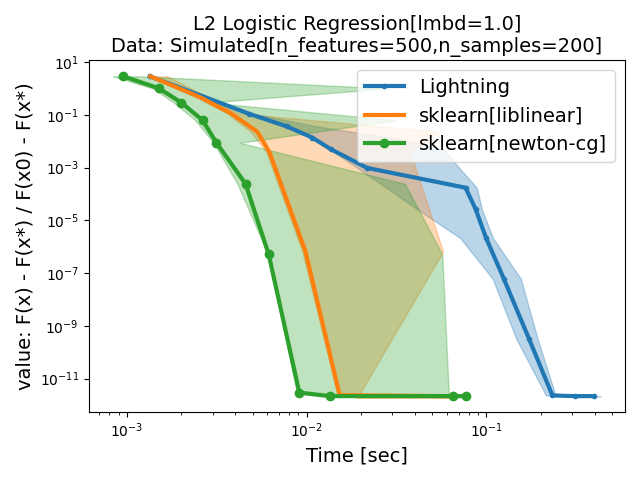 L2 Logistic Regression[lmbd=1.0]
Data: Simulated[n_features=500,n_samples=200]
value: F(x) - F(x*) / F(x0) - F(x*)
10¹
10⁻¹
10⁻³
10⁻⁵
10⁻⁷
10⁻⁹
10⁻¹¹
Lightning
sklearn[liblinear]
sklearn[newton-cg]
10⁻³
10⁻²
10⁻¹
Time [sec]